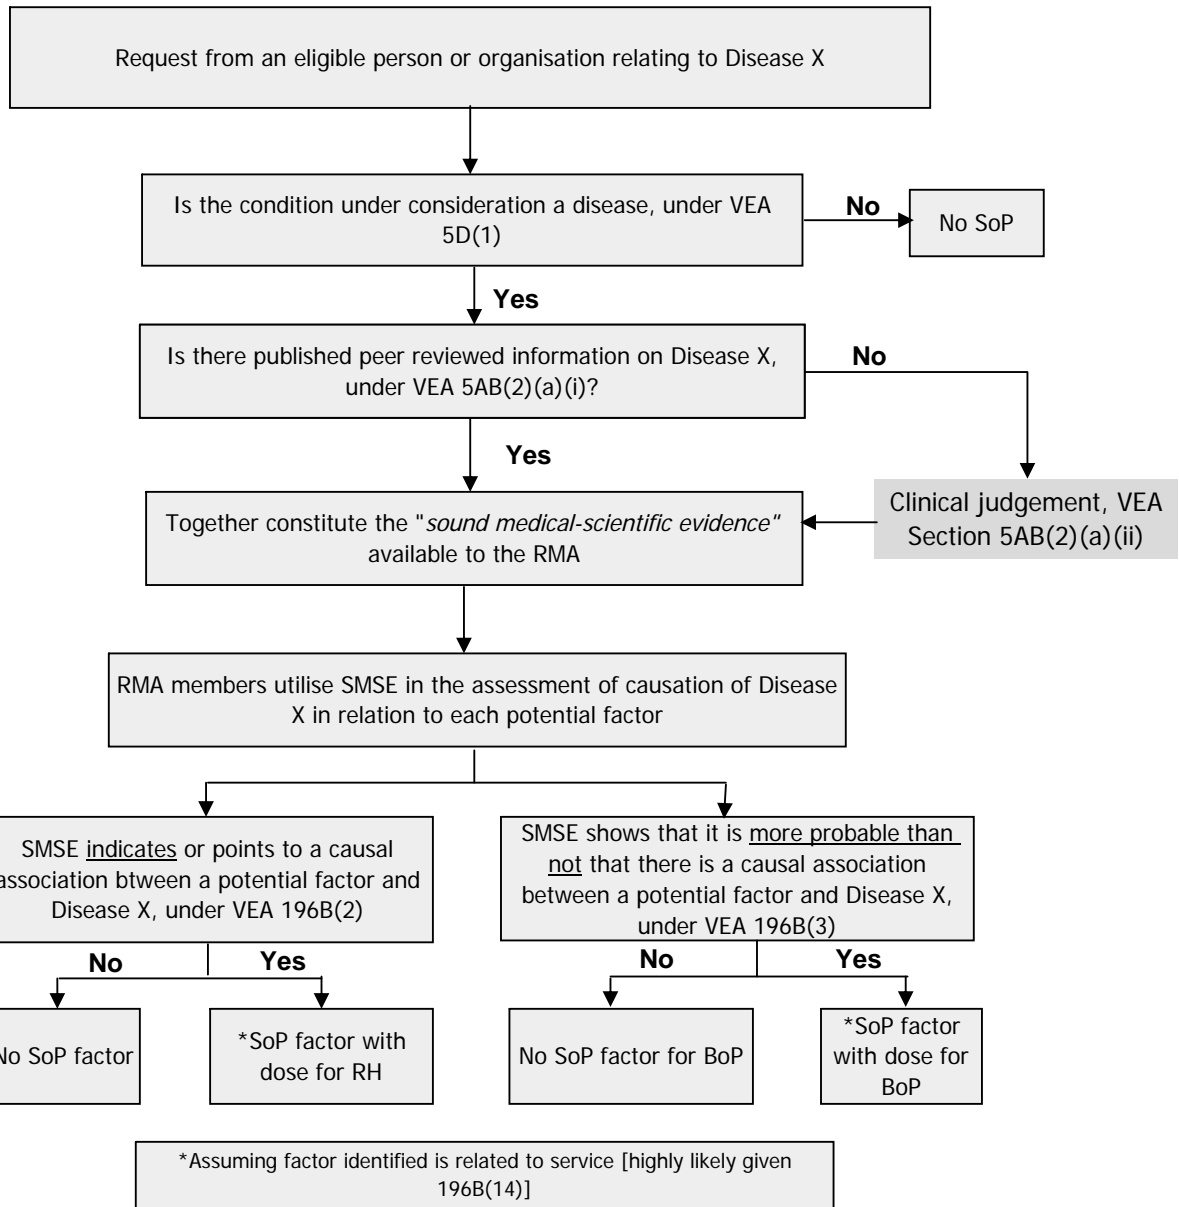 Request from an eligible person or organisation relating to Disease X
Is the condition under consideration a disease, under VEA
5D(1)
No
No SoP
Yes
Is there published peer reviewed information on Disease X,
under VEA 5AB(2)(a)(i)?
No
Yes
Clinical judgement, VEA
Section 5AB(2)(a)(ii)
Together constitute the "sound medical-scientific evidence"
available to the RMA
RMA members utilise SMSE in the assessment of causation of Disease
X in relation to each potential factor
SMSE indicates or points to a causal
association btween a potential factor and
Disease X, under VEA 196B(2)
SMSE shows that it is more probable than
not that there is a causal association
between a potential factor and Disease X,
under VEA 196B(3)
No
Yes
No
Yes
No SoP factor
*SoP factor with
dose for RH
No SoP factor for BoP
*SoP factor
with dose for
BoP
*Assuming factor identified is related to service [highly likely given
196B(14)]